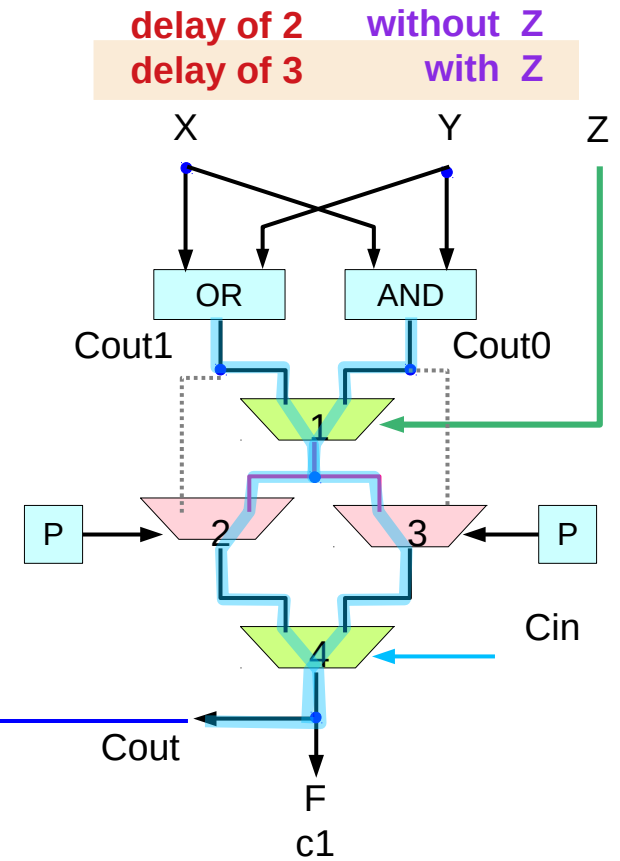 delay of 2 without Z
delay of 3 with Z
X Y Z
OR AND
Cout1 Cout0
1
P 2 3 P
Cin
4
Cout
F
c1